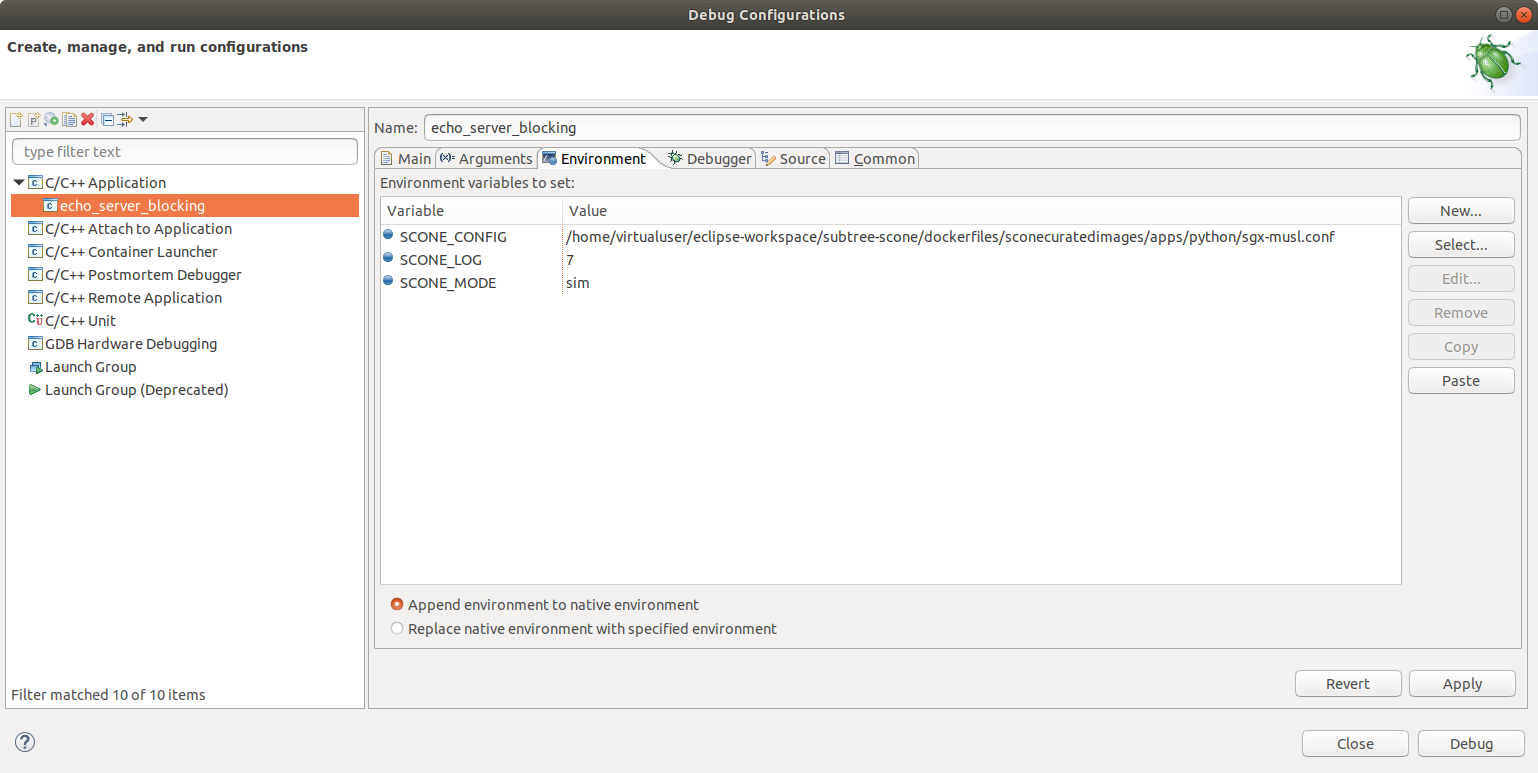 Debug Configurations
Create, manage, and run configurations
type filter text
C/C++ Application
echo_server_blocking
C/C++ Attach to Application
C/C++ Container Launcher
C/C++ Postmortem Debugger
C/C++ Remote Application
C/C++ Unit
GDB Hardware Debugging
Launch Group
Launch Group (Deprecated)
Filter matched 10 of 10 items
Name: echo_server_blocking
Main Arguments Environment Debugger Source Common
Environment variables to set:
Variable Value
SCONE_CONFIG /home/virtualuser/eclipse-workspace/subtree-scone/dockerfiles/sconecuratedimages/apps/python/sgx-musl.conf
SCONE_LOG 7
SCONE_MODE sim
New...
Select...
Edit...
Remove
Copy
Paste
Append environment to native environment
Replace native environment with specified environment
Revert Apply
Close Debug